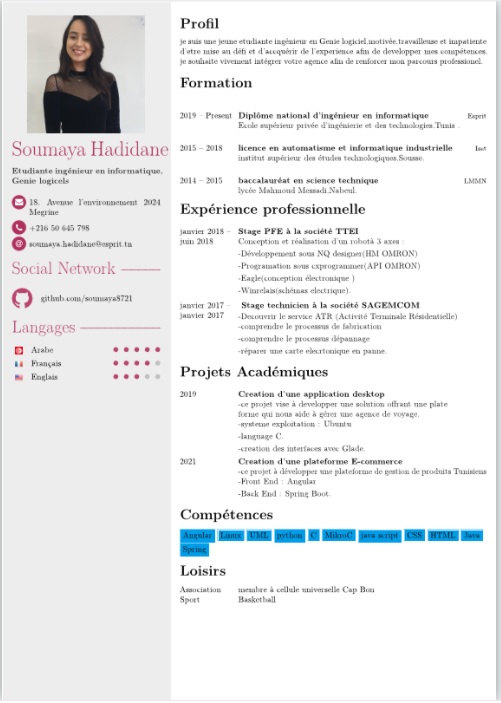 Soumaya Hadidane
Etudiante ingénieur en informatique.
Genie logicels
18. Avenue l'environnement 2024
Megrine
+216 50 645 798
soumaya.hadidane@esprit.tn
Social Network
github.com/soumaya8721
Langages
Arabe
Français
Englais
Profil
je suis une jeune etudiante ingénieur en Genie logiciel,motivée,travailleuse et impatiente
d'etre mise au défi et d'accquérir de l'experience afin de developper mes compétences.
je souhaite vivement intégrer votre agence afin de renforcer mon parcours professionel.
Formation
2019 – Present Diplôme national d'ingénieur en informatique Esprit
Ecole supérieur privée d'ingénierie et des technologies.Tunis .
2015 – 2018 licence en automatisme et informatique industrielle Iset
institut supérieur des études technologiques.Sousse.
2014 – 2015 baccalauréat en science technique LMMN
lycée Mahmoud Messadi.Nabeul.
Expérience professionnelle
janvier 2018 – Stage PFE à la société TTEI
juin 2018 Conception et réalisation d'un robotà 3 axes :
-Développement sous NQ designer(HM OMRON)
-Programation sous cxprogrammer(API OMRON)
-Eagle(conception électronique )
-Winrelais(schémas electrique).
janvier 2017 – Stage technicien à la société SAGEMCOM
janvier 2017 -Decouvrir le service ATR (Activité Terminale Résidentielle)
-comprendre le processus de fabrication
-comprendre le processus dépannage
-réparer une carte electronique en panne.
Projets Académiques
2019 Creation d'une application desktop
-ce projet vise à developper une solution offrant une plate
forme qui nous aide à gérer une agence de voyage.
-systeme exploitation : Ubuntu
-language C.
-creation des interfaces avec Glade.
2021 Creation d'une plateforme E-commerce
-ce projet à développer une plateforme de gestion de produits Tunisiens
-Front End : Angular
-Back End : Spring Boot.
Compétences
Angular Linux UML python C MikroC java script CSS HTML Java
Spring
Loisirs
Association membre à cellule universelle Cap Bon
Sport Basketball